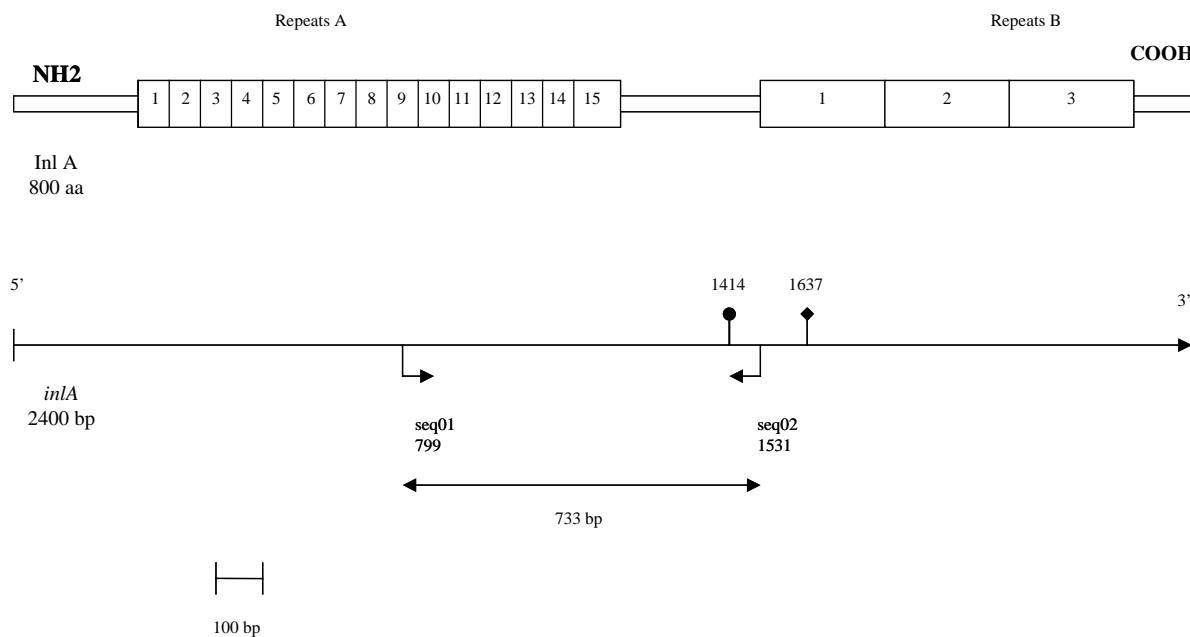 Repeats A
Repeats B
NH2
COOH
1 2 3 4 5 6 7 8 9 10 11 12 13 14 15
1 2 3
Inl A
800 aa
5’
1414
1637
3’
inlA
2400 bp
seq01
799
seq02
1531
733 bp
100 bp